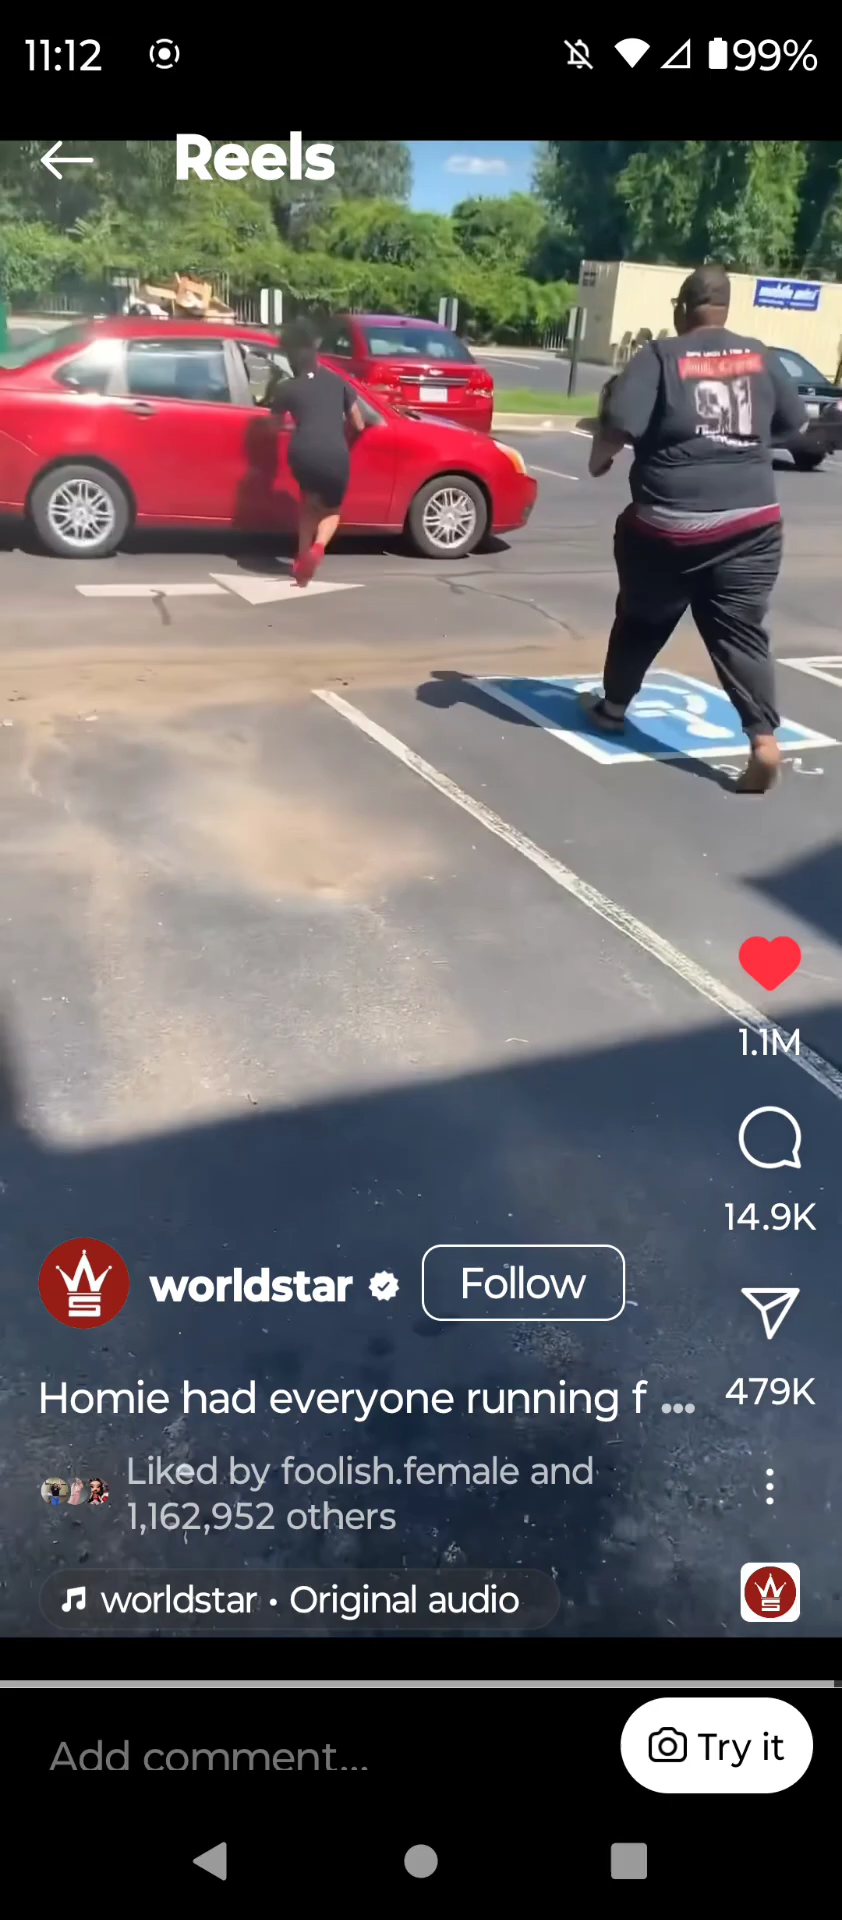 11:12
99%
Reels
91
worldstar
Follow
1.1M
14.9K
479K
Homie had everyone running f ...
Liked by foolish.female and
1,162,952 others
worldstar • Original audio
Add comment...
Try it